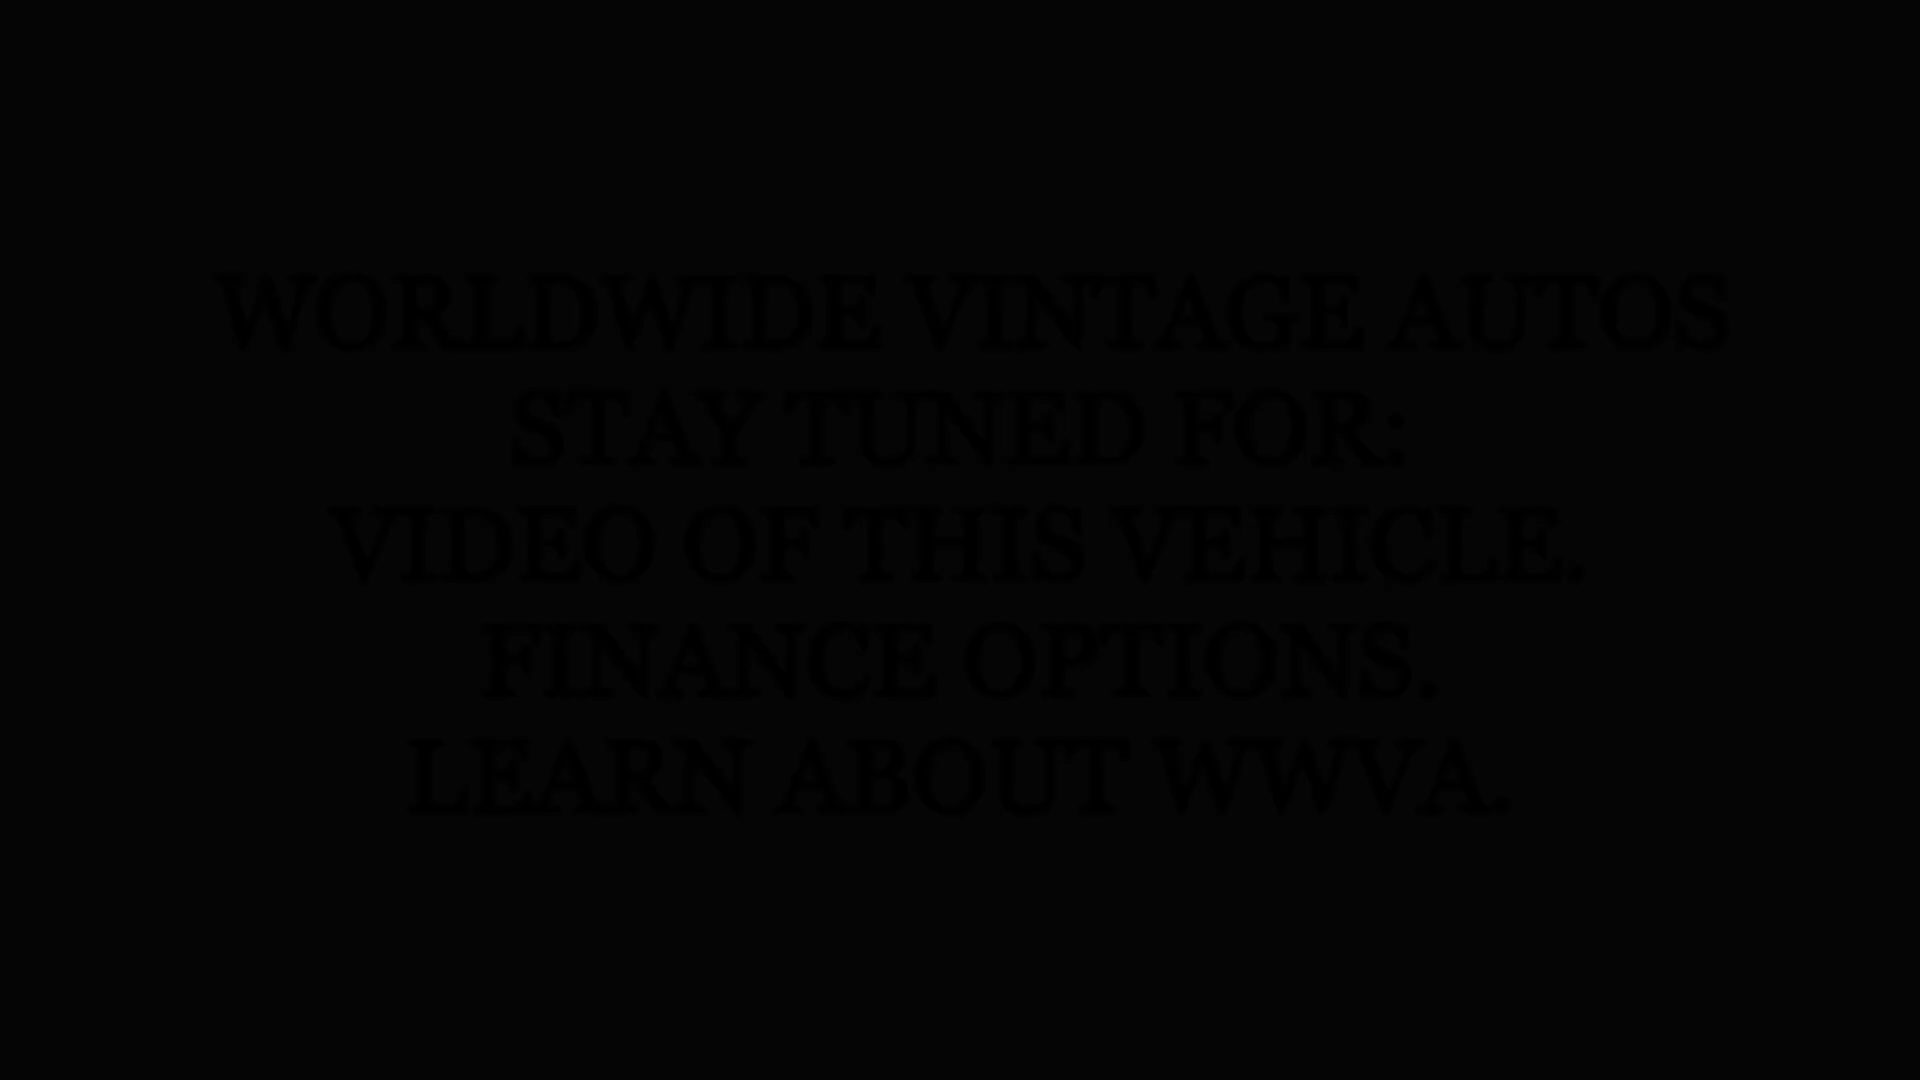 WORLDWIDE VINTAGE AUTOS
STAY TUNED FOR:
VIDEO OF THIS VEHICLE.
FINANCE OPTIONS.
LEARN ABOUT WWVA.